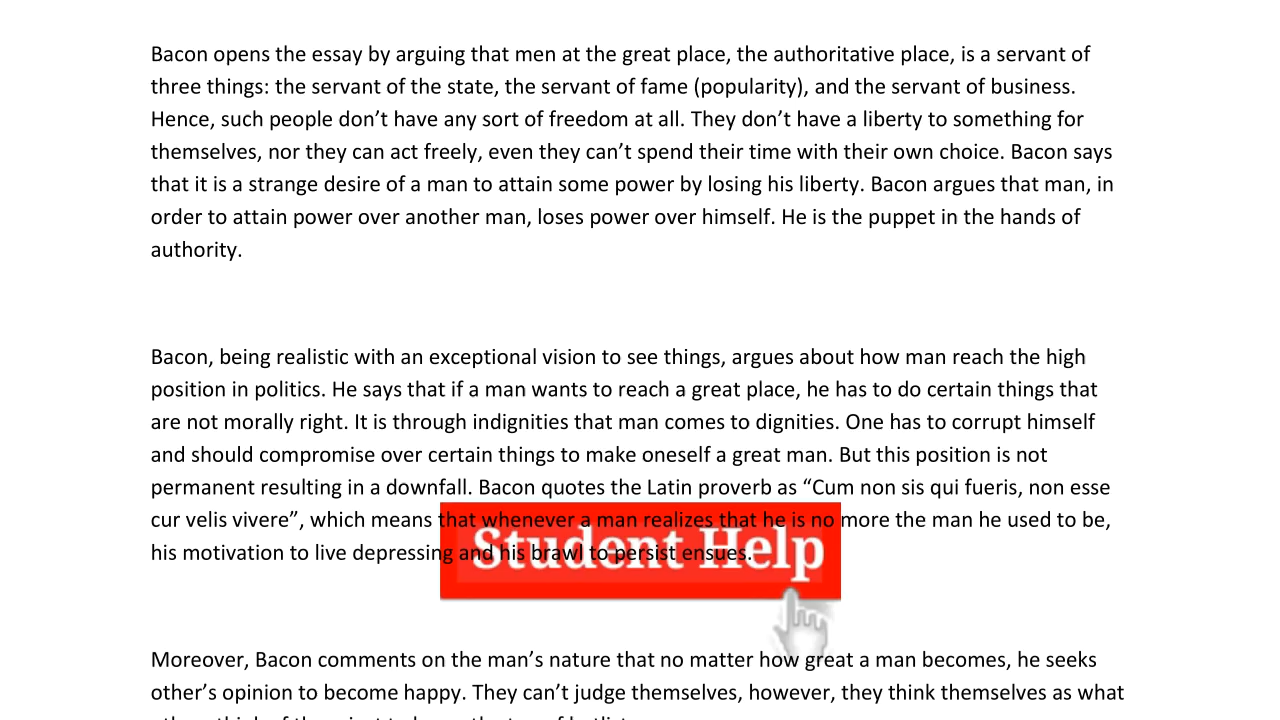 Bacon opens the essay by arguing that men at the great place, the authoritative place, is a servant of
three things: the servant of the state, the servant of fame (popularity), and the servant of business.
Hence, such people don’t have any sort of freedom at all. They don’t have a liberty to something for
themselves, nor they can act freely, even they can’t spend their time with their own choice. Bacon says
that it is a strange desire of a man to attain some power by losing his liberty. Bacon argues that man, in
order to attain power over another man, loses power over himself. He is the puppet in the hands of
authority.
Bacon, being realistic with an exceptional vision to see things, argues about how man reach the high
position in politics. He says that if a man wants to reach a great place, he has to do certain things that
are not morally right. It is through indignities that man comes to dignities. One has to corrupt himself
and should compromise over certain things to make oneself a great man. But this position is not
permanent resulting in a downfall. Bacon quotes the Latin proverb as “Cum non sis qui fueris, non esse
cur velis vivere”, which means that whenever a man realizes that he is no more the man he used to be,
his motivation to live depressing and his brawl to persist ensues.
Student Help
Moreover, Bacon comments on the man’s nature that no matter how great a man becomes, he seeks
other’s opinion to become happy. They can’t judge themselves, however, they think themselves as what